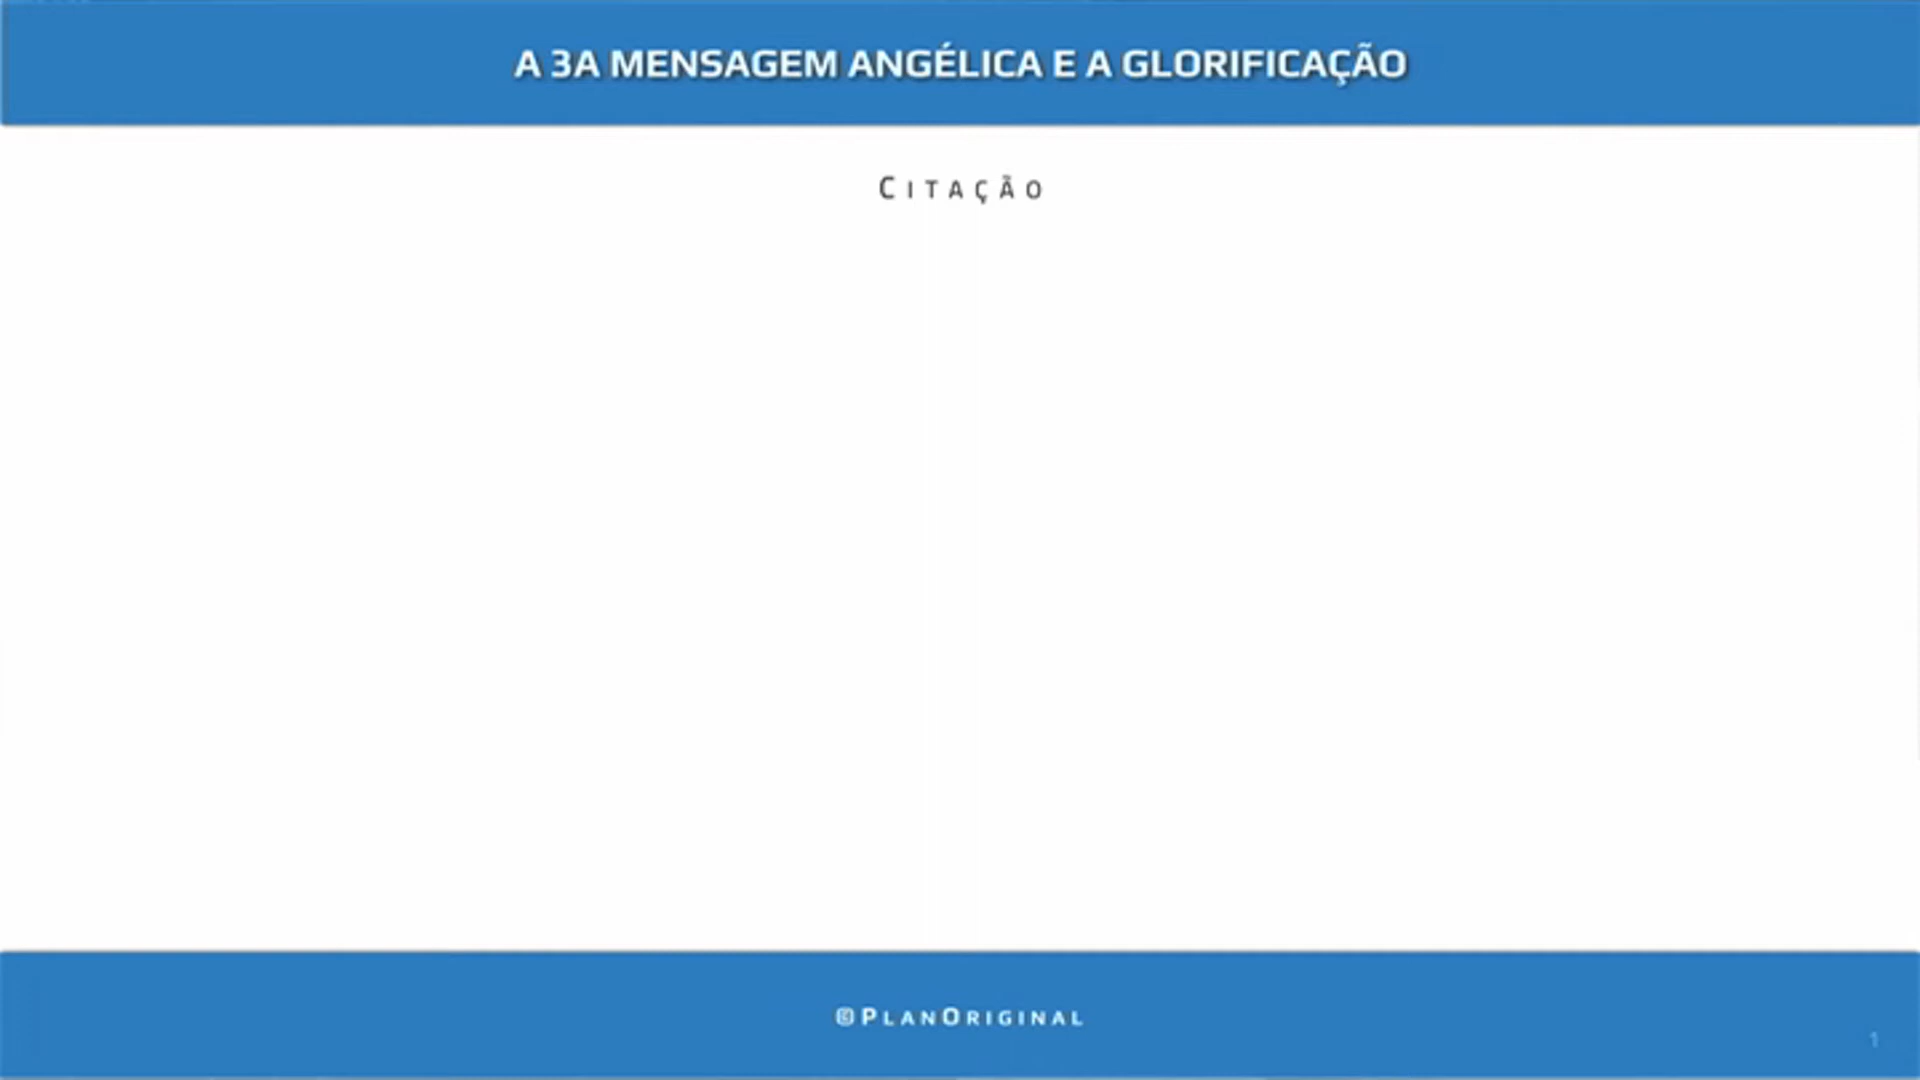 A 3A MENSAGEM ANGÉLICA E A GLORIFICAÇÃO
CITAÇÃO
@PLANORIGINAL
1